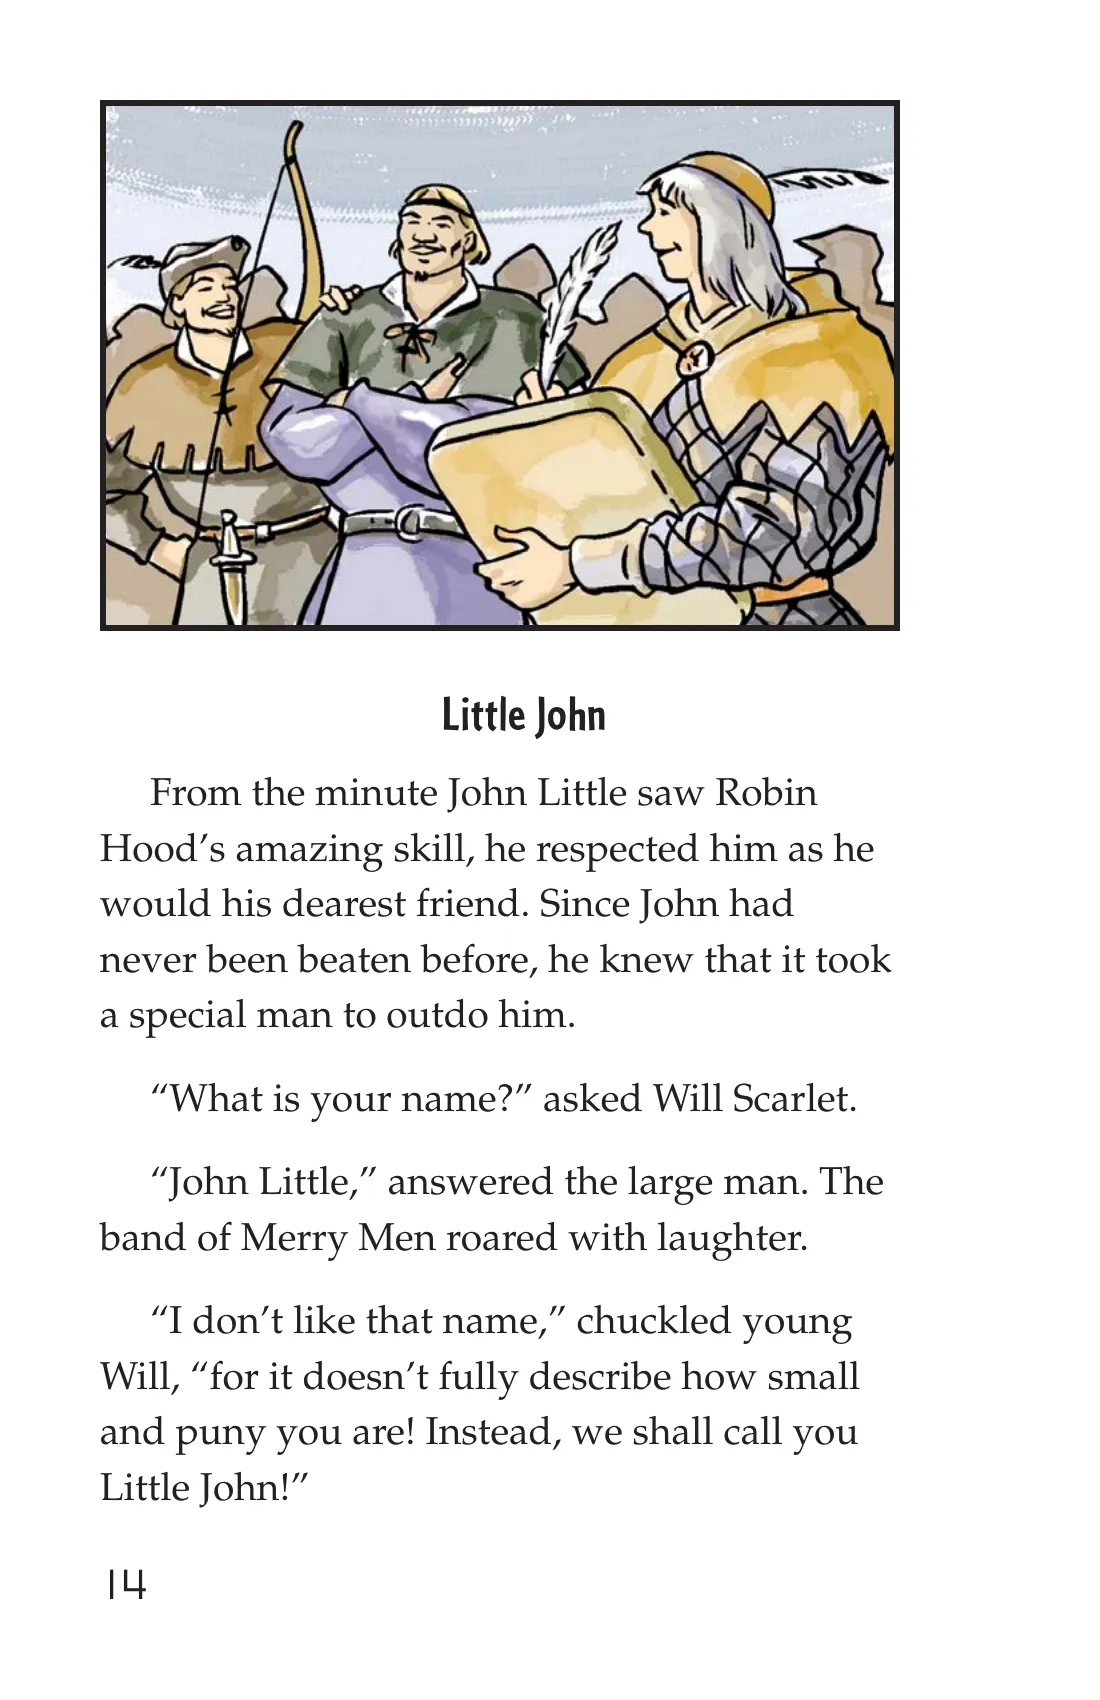 Little John
From the minute John Little saw Robin
Hood’s amazing skill, he respected him as he
would his dearest friend. Since John had
never been beaten before, he knew that it took
a special man to outdo him.
“What is your name?” asked Will Scarlet.
“John Little,” answered the large man. The
band of Merry Men roared with laughter.
“I don’t like that name,” chuckled young
Will, “for it doesn’t fully describe how small
and puny you are! Instead, we shall call you
Little John!”
14